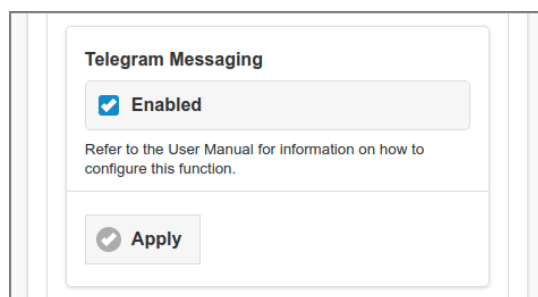 Telegram Messaging
Enabled
Refer to the User Manual for information on how to
configure this function.
Apply